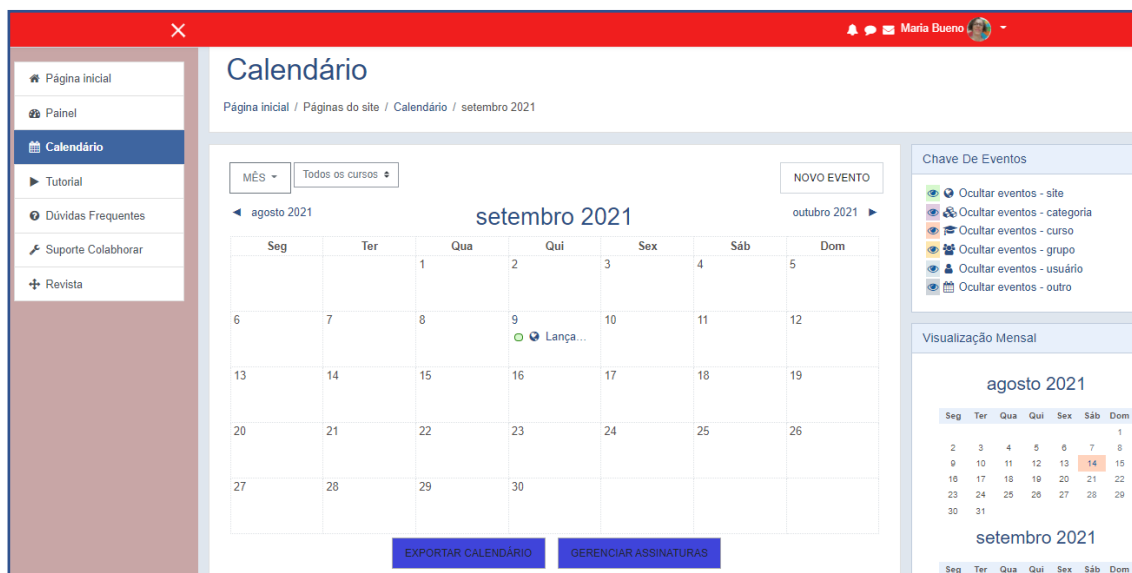 Maria Bueno
Página inicial
Painel
Calendário
Tutorial
Dúvidas Frequentes
Suporte Colabhorar
Revista
Calendário
Página inicial / Páginas do site / Calendário / setembro 2021
MÊS
Todos os cursos
NOVO EVENTO
agosto 2021
setembro 2021
outubro 2021
Seg Ter Qua Qui Sex Sáb Dom
1 2 3 4 5
6 7 8 9 10 11 12
Lança...
13 14 15 16 17 18 19
20 21 22 23 24 25 26
27 28 29 30
EXPORTAR CALENDÁRIO
GERENCIAR ASSINATURAS
Chave De Eventos
Ocultar eventos - site
Ocultar eventos - categoria
Ocultar eventos - curso
Ocultar eventos - grupo
Ocultar eventos - usuário
Ocultar eventos - outro
Visualização Mensal
agosto 2021
Seg Ter Qua Qui Sex Sáb Dom
1
2 3 4 5 6 7 8
9 10 11 12 13 14 15
16 17 18 19 20 21 22
23 24 25 26 27 28 29
30 31
setembro 2021
Seg Ter Qua Qui Sex Sáb Dom